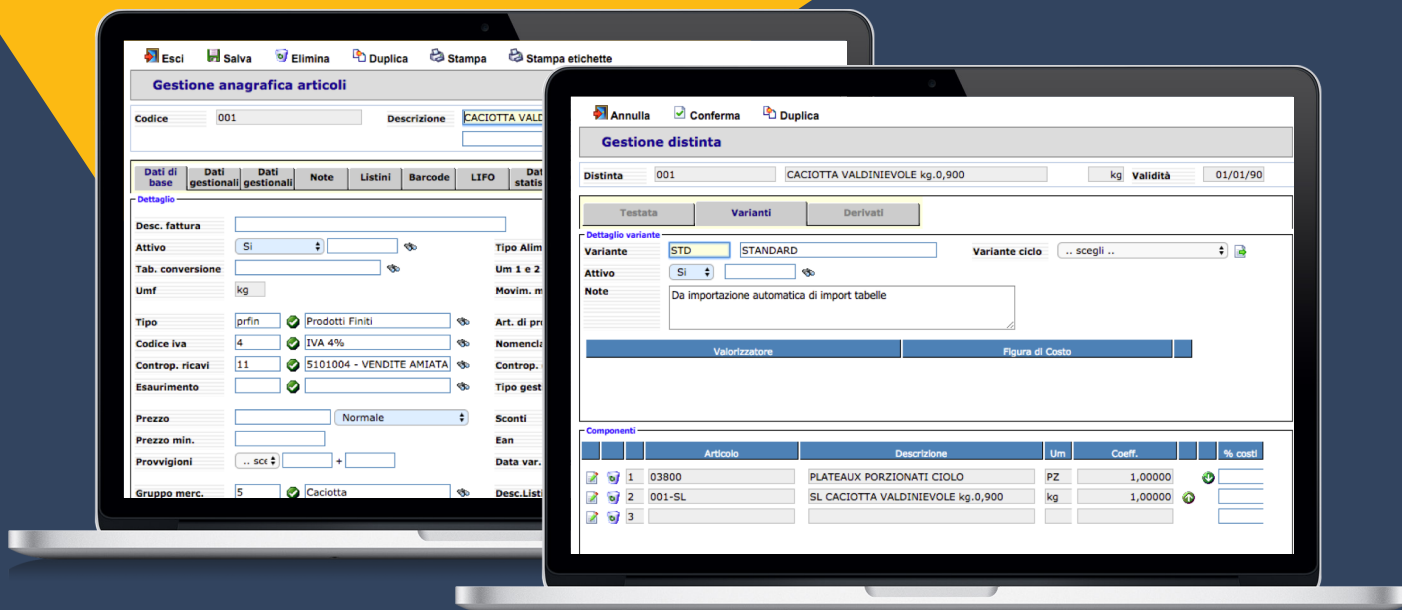 Esci Salva Elimina Duplica Stampa Stampa etichette
Gestione anagrafica articoli
Codice 001 Descrizione CACIOTTA VALD
Dati di base Dati gestionali Dati gestionali Note Listini Barcode LIFO Dat statis
Dettaglio
Desc. fattura
Attivo Si Tipo Alim
Tab. conversione Um 1 e 2
Umf kg Movim. m
Tipo prfin Prodotti Finiti Art. di pro
Codice iva 4 IVA 4% Nomencla
Controp. ricavi 11 5101004 - VENDITE AMIATA Controp.
Esaurimento Tipo gest
Prezzo Normale Sconti
Prezzo min. Ean
Provvigioni .. sce + Data var.
Gruppo merc. 5 Caciotta Desc.Listi
Annulla Conferma Duplica
Gestione distinta
Distinta 001 CACIOTTA VALDINIEVOLE kg.0,900 kg Validità 01/01/90
Testata Varianti Derivati
Dettaglio variante
Variante STD STANDARD Variante ciclo .. scegli ..
Attivo Si
Note Da importazione automatica di import tabelle
Valorizzatore Figura di Costo
Componenti
Articolo Descrizione Um Coeff. % costi
1 03800 PLATEAUX PORZIONATI CIOLO PZ 1,00000
2 001-SL SL CACIOTTA VALDINIEVOLE kg.0,900 kg 1,00000
3